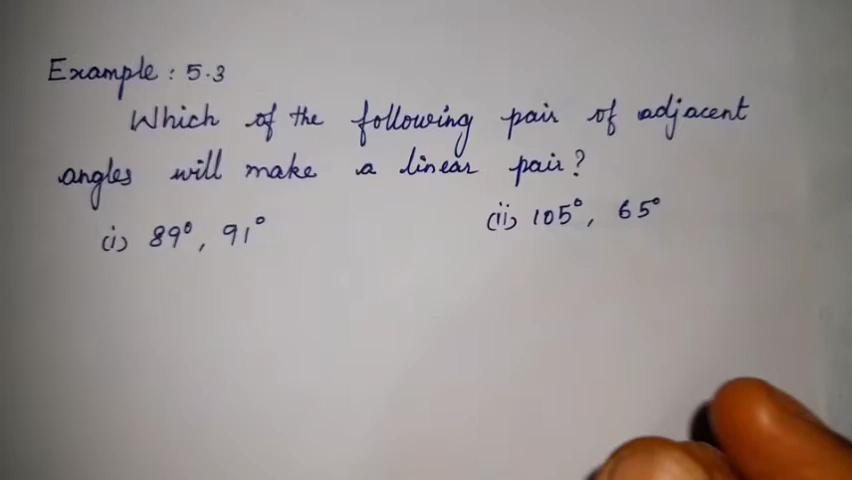 Example : 5.3
Which of the following pair of adjacent
angles will make a linear pair?
(i) 89°, 91° (ii) 105°, 65°